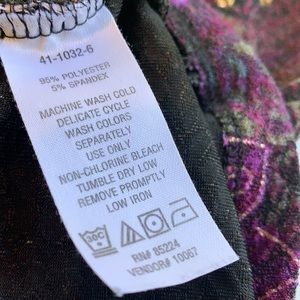 41-1032-6
95% POLYESTER
5% SPANDEX
MACHINE WASH COLD
DELICATE CYCLE
WASH COLORS
SEPARATELY
USE ONLY
NON-CHLORINE BLEACH
TUMBLE DRY LOW
REMOVE PROMPTLY
LOW IRON
30C
RN# 85224
VENDOR# 10067